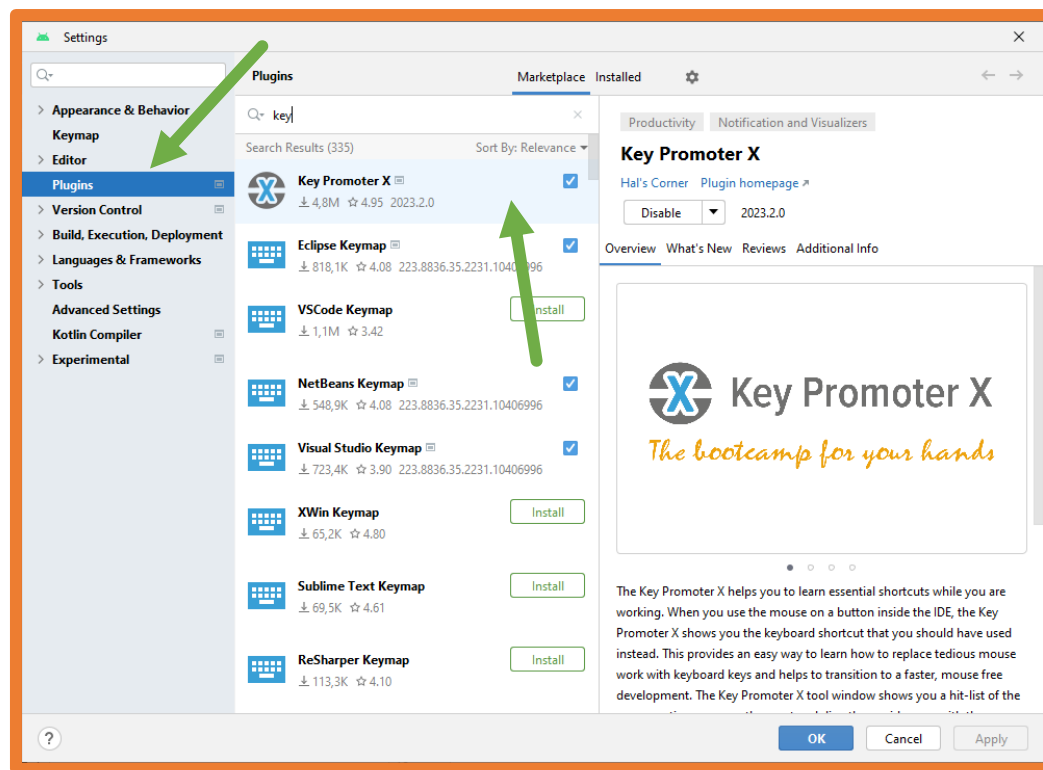 Settings
Plugins
Marketplace Installed
Appearance & Behavior
Keymap
Editor
Plugins
Version Control
Build, Execution, Deployment
Languages & Frameworks
Tools
Advanced Settings
Kotlin Compiler
Experimental
key
Search Results (335) Sort By: Relevance
Key Promoter X
4,8M 4.95 2023.2.0
Eclipse Keymap
818,1K 4.08 223.8836.35.2231.10406996
VSCode Keymap Install
1,1M 3.42
NetBeans Keymap
548,9K 4.08 223.8836.35.2231.10406996
Visual Studio Keymap
723,4K 3.90 223.8836.35.2231.10406996
XWin Keymap Install
65,2K 4.80
Sublime Text Keymap Install
69,5K 4.61
ReSharper Keymap Install
113,3K 4.10
Productivity Notification and Visualizers
Key Promoter X
Hal's Corner Plugin homepage
Disable 2023.2.0
Overview What's New Reviews Additional Info
X Key Promoter X
The bootcamp for your hands
The Key Promoter X helps you to learn essential shortcuts while you are
working. When you use the mouse on a button inside the IDE, the Key
Promoter X shows you the keyboard shortcut that you should have used
instead. This provides an easy way to learn how to replace tedious mouse
work with keyboard keys and helps to transition to a faster, mouse free
development. The Key Promoter X tool window shows you a hit-list of the
? OK Cancel Apply